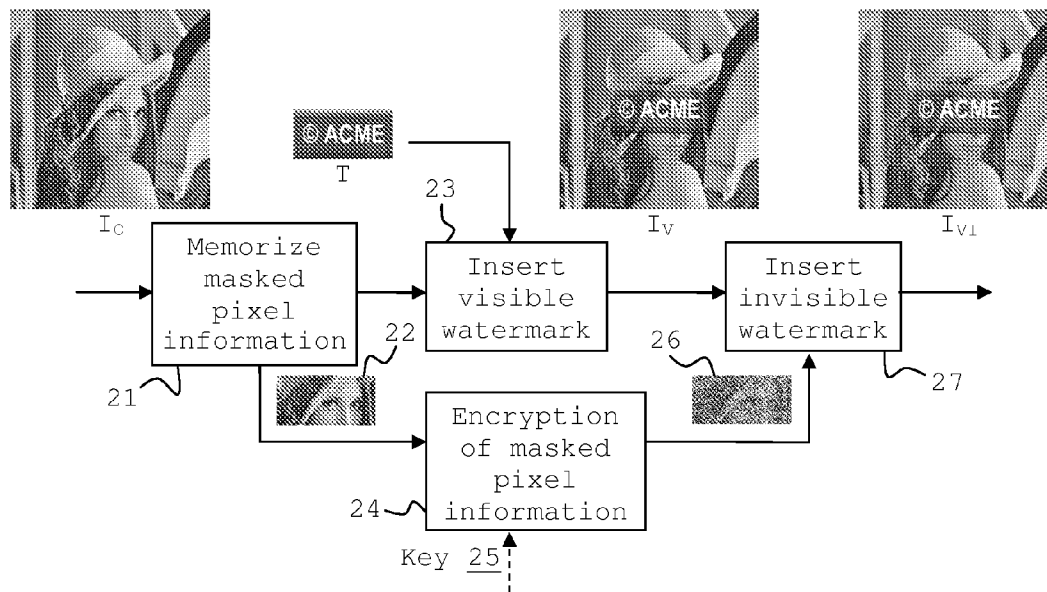 © ACME
© ACME
© ACME
T
23
I_O
I_V
I_VI
Memorize
masked
pixel
information
Insert
visible
watermark
Insert
invisible
watermark
22
26
21
27
Encryption
of masked
pixel
information
24
Key 25